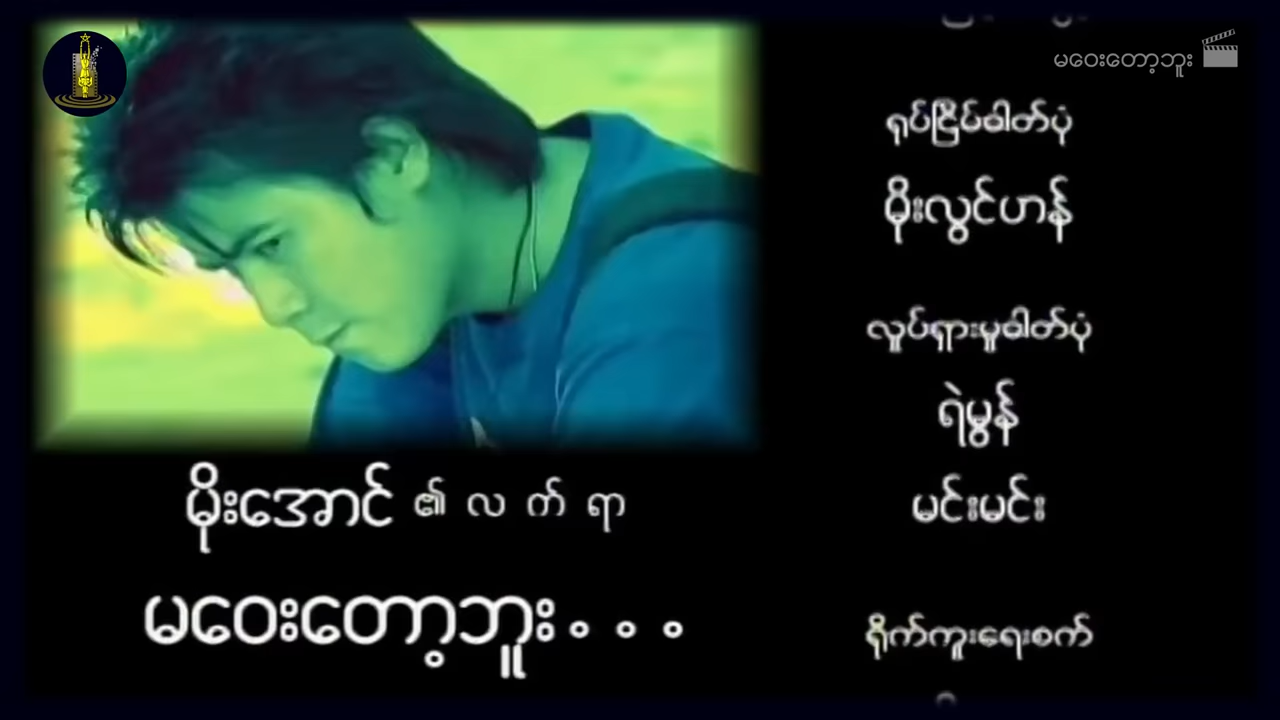 မဝေးတော့ဘူး
ရုပ်ငြိမ်ဓါတ်ပုံ
မိုးလွင်ဟန်
လှုပ်ရှားမှုဓါတ်ပုံ
ရဲမွန်
မင်းမင်း
ရိုက်ကူးရေးစက်
မိုးအောင် ၏ လ က် ရာ
မဝေးတော့ဘူး...